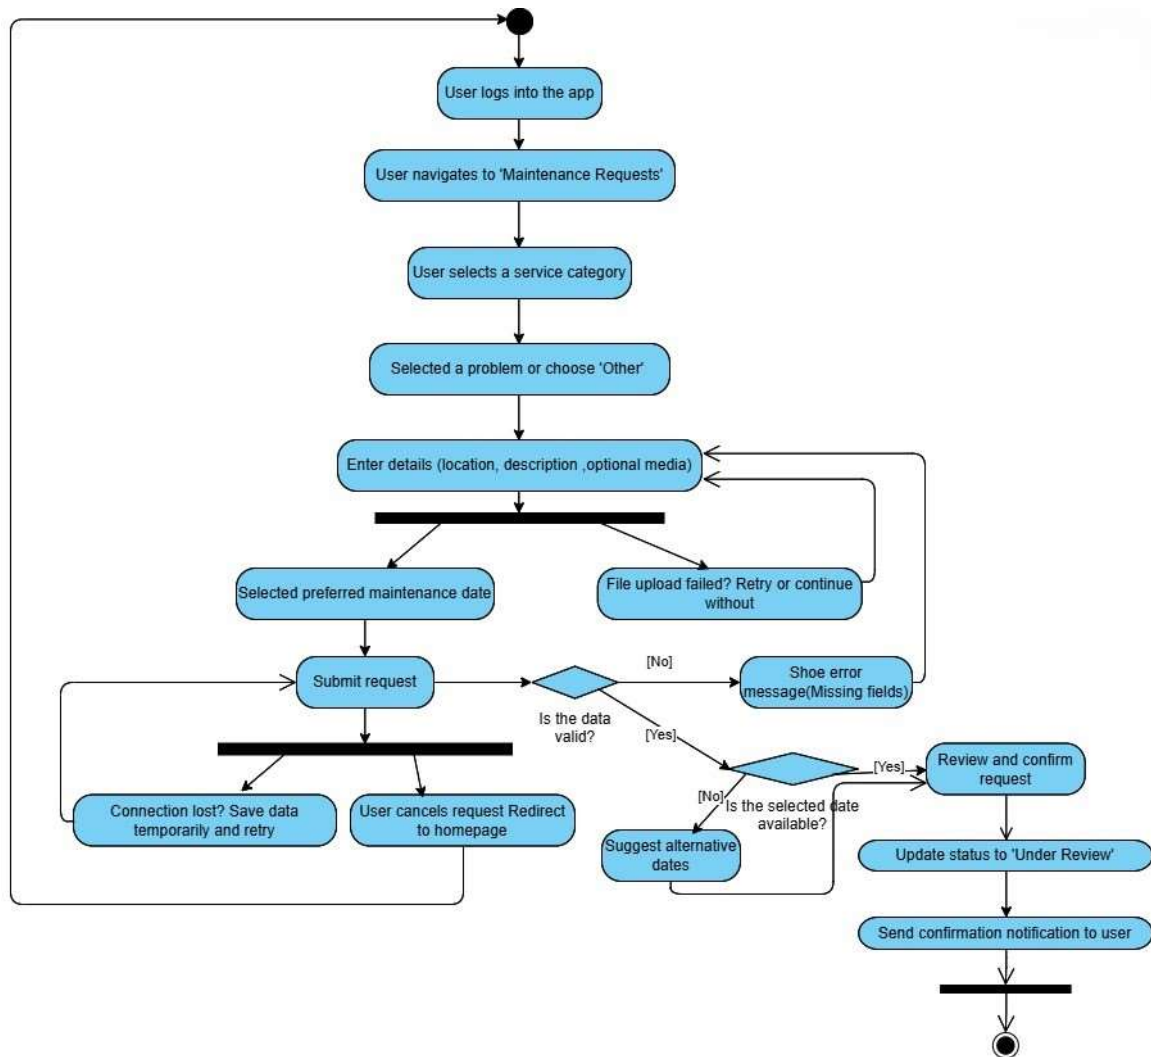 User logs into the app
User navigates to 'Maintenance Requests'
User selects a service category
Selected a problem or choose 'Other'
Enter details (location, description ,optional media)
Selected preferred maintenance date
File upload failed? Retry or continue
without
Submit request
[No]
Shoe error
message(Missing fields)
Is the data
valid?
[Yes]
Connection lost? Save data
temporarily and retry
User cancels request Redirect
to homepage
[Yes]
Review and confirm
request
[No]
Is the selected date
available?
Suggest alternative
dates
Update status to 'Under Review'
Send confirmation notification to user